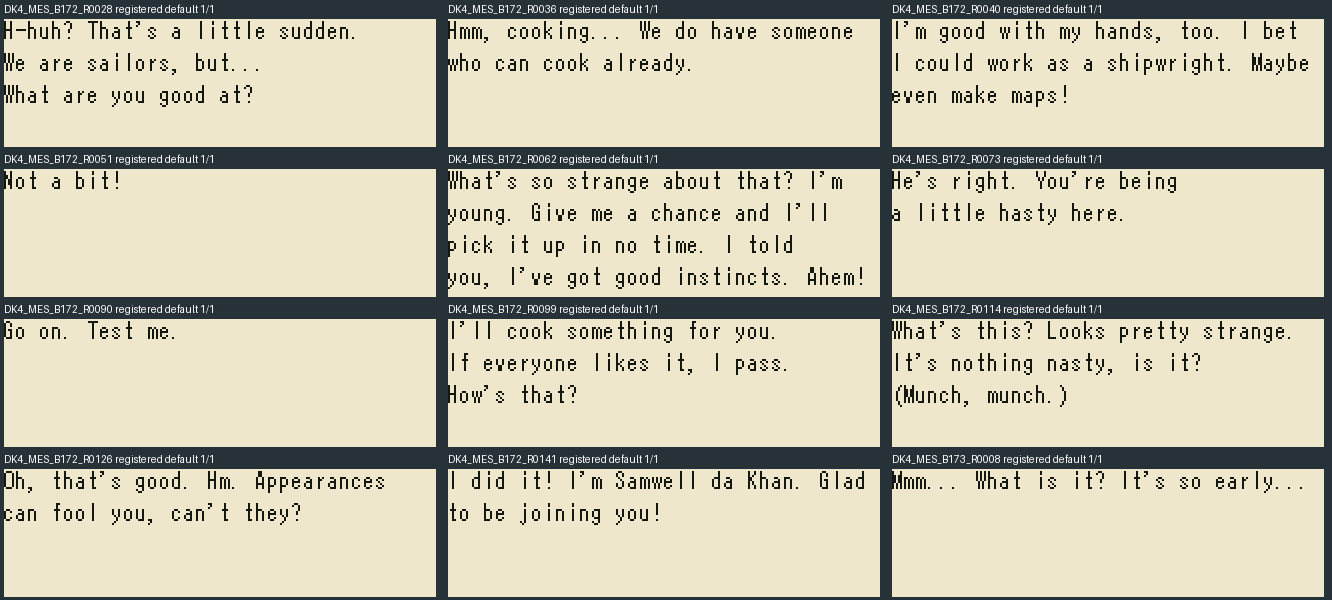 DK4_MES_B172_R0028 registered default 1/1
H-huh? That's a little sudden.
We are sailors, but...
What are you good at?
DK4_MES_B172_R0036 registered default 1/1
Hmm, cooking... We do have someone
who can cook already.
DK4_MES_B172_R0040 registered default 1/1
I'm good with my hands, too. I bet
I could work as a shipwright. Maybe
even make maps!
DK4_MES_B172_R0051 registered default 1/1
Not a bit!
DK4_MES_B172_R0062 registered default 1/1
What's so strange about that? I'm
young. Give me a chance and I'll
pick it up in no time. I told
you, I've got good instincts. Ahem!
DK4_MES_B172_R0073 registered default 1/1
He's right. You're being
a little hasty here.
DK4_MES_B172_R0090 registered default 1/1
Go on. Test me.
DK4_MES_B172_R0099 registered default 1/1
I'll cook something for you.
If everyone likes it, I pass.
How's that?
DK4_MES_B172_R0114 registered default 1/1
What's this? Looks pretty strange.
It's nothing nasty, is it?
(Munch, munch.)
DK4_MES_B172_R0126 registered default 1/1
Oh, that's good. Hm. Appearances
can fool you, can't they?
DK4_MES_B172_R0141 registered default 1/1
I did it! I'm Samwell da Khan. Glad
to be joining you!
DK4_MES_B173_R0008 registered default 1/1
Mmm... What is it? It's so early...